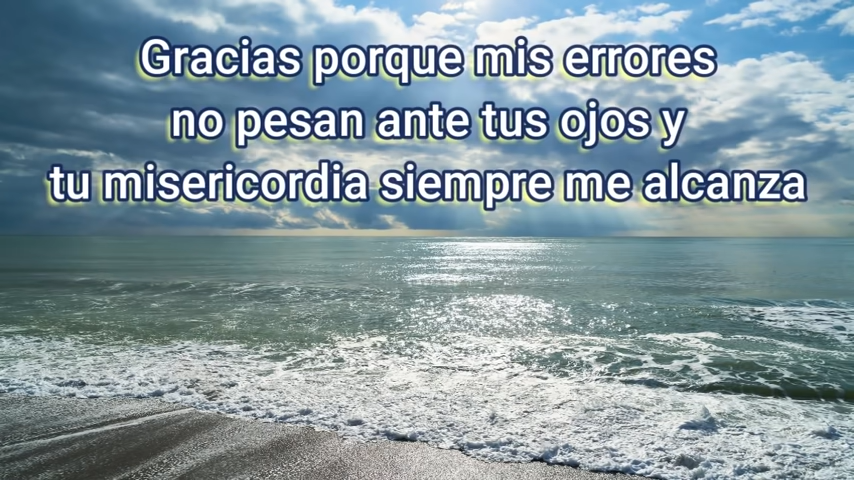 Gracias porque mis errores
no pesan ante tus ojos y
tu misericordia siempre me alcanza